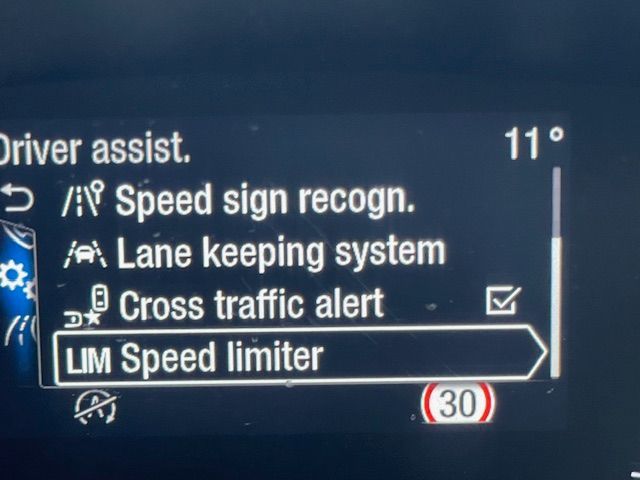 Driver assist.
11°
Speed sign recogn.
Lane keeping system
Cross traffic alert
LIM Speed limiter
A
30